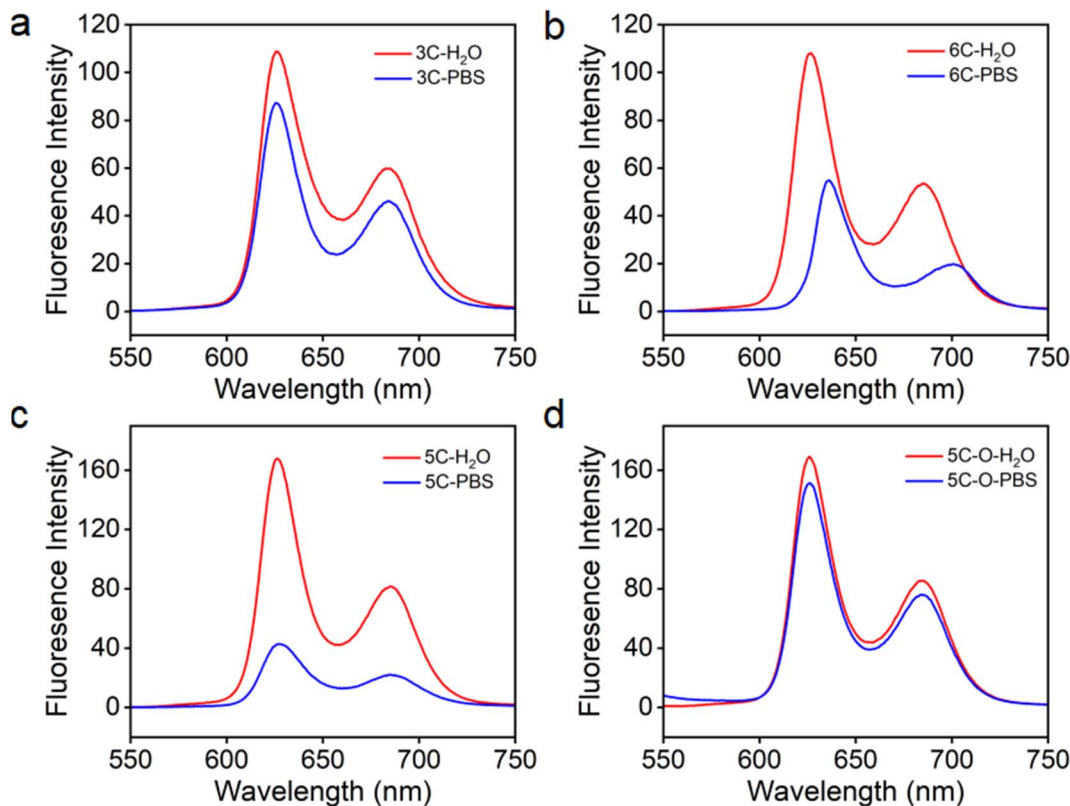 a
120
100
80
60
40
20
0
Fluoresence Intensity
3C-H₂O
3C-PBS
550 600 650 700 750
Wavelength (nm)
b
120
100
80
60
40
20
0
Fluoresence Intensity
6C-H₂O
6C-PBS
550 600 650 700 750
Wavelength (nm)
c
160
120
80
40
0
Fluoresence Intensity
5C-H₂O
5C-PBS
550 600 650 700 750
Wavelength (nm)
d
160
120
80
40
0
Fluoresence Intensity
5C-O-H₂O
5C-O-PBS
550 600 650 700 750
Wavelength (nm)